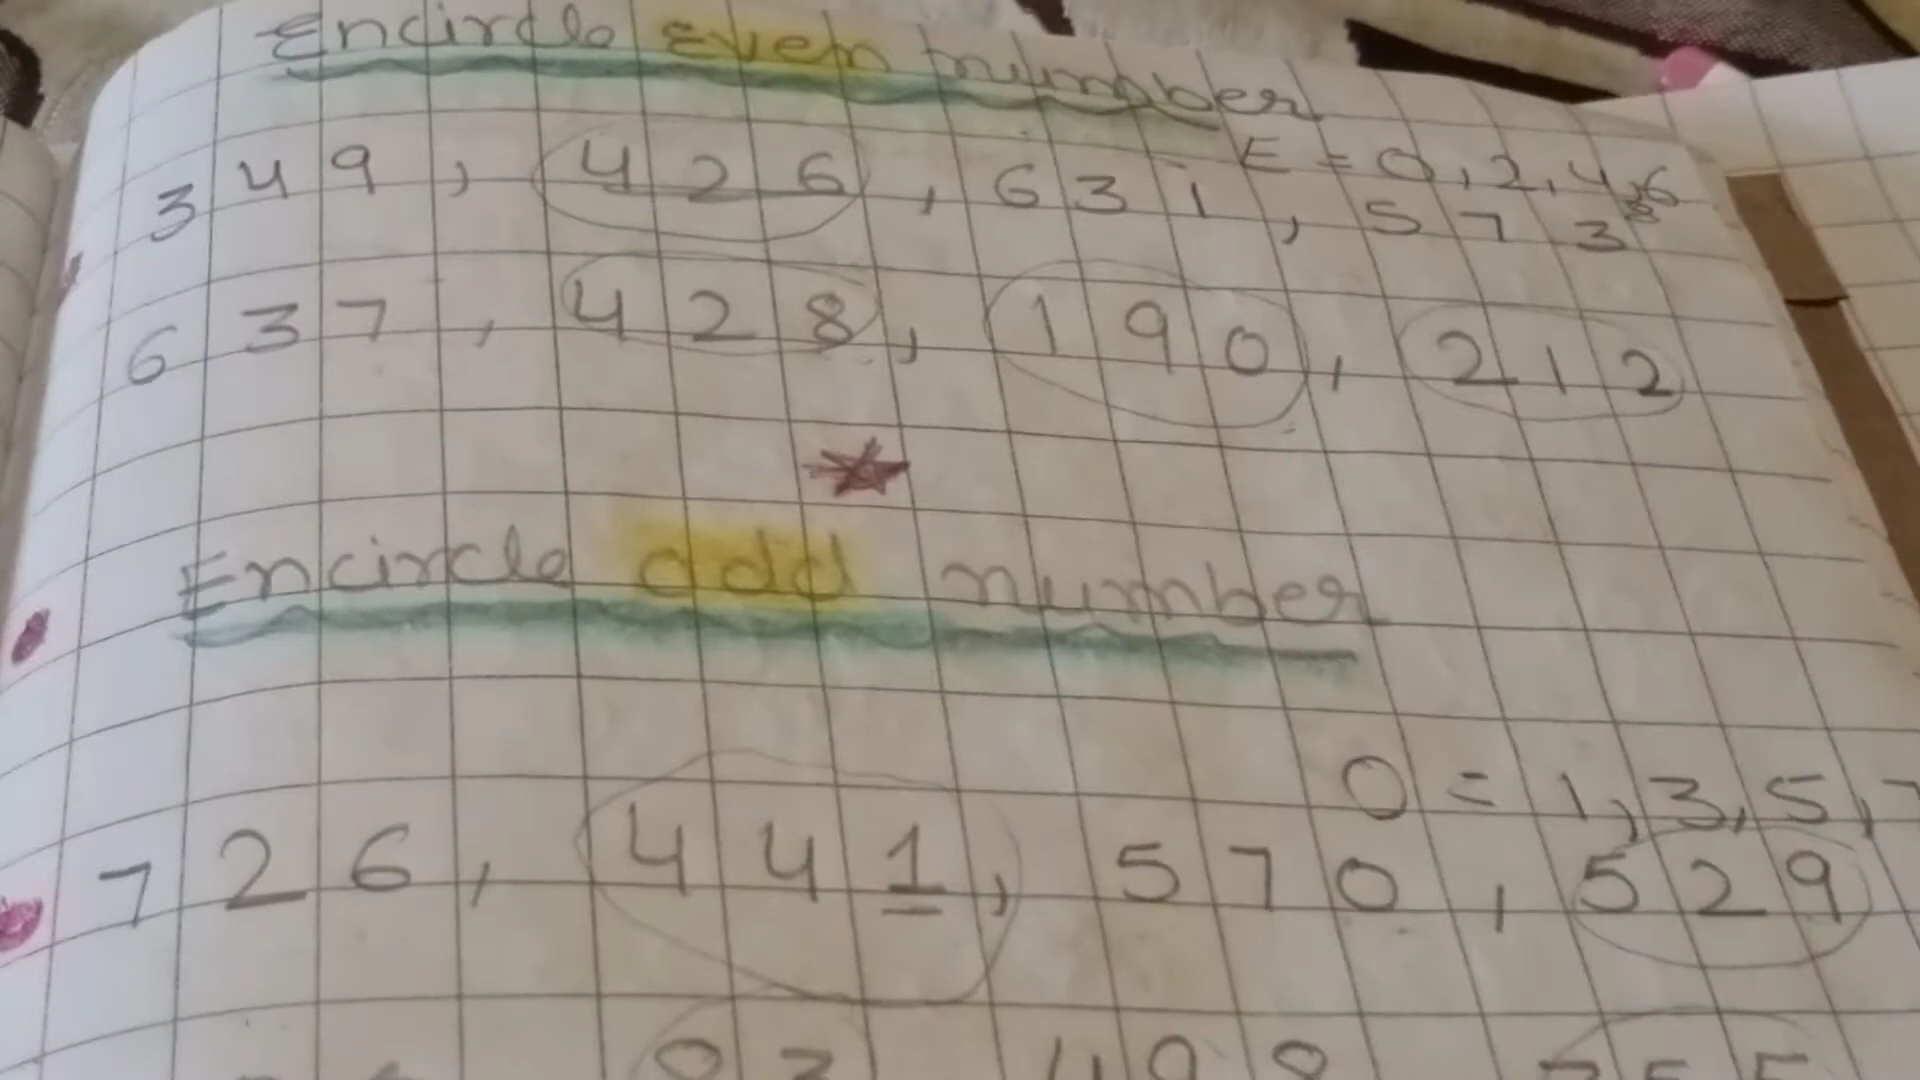 Encircle Even number
E = 0, 2, 4, 6, 8
349, 426, 631, 573
637, 428, 190, 212
Encircle odd number
O = 1, 3, 5, 7
726, 441, 570, 529